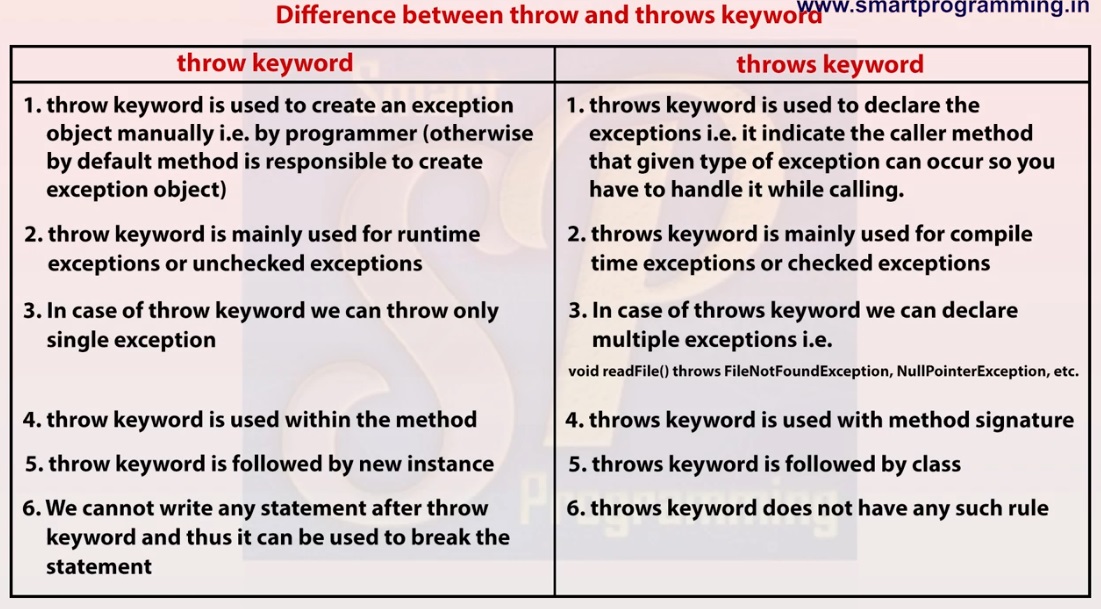 www.smartprogramming.in
Difference between throw and throws keyword
throw keyword
1. throw keyword is used to create an exception
object manually i.e. by programmer (otherwise
by default method is responsible to create
exception object)
2. throw keyword is mainly used for runtime
exceptions or unchecked exceptions
3. In case of throw keyword we can throw only
single exception
4. throw keyword is used within the method
5. throw keyword is followed by new instance
6. We cannot write any statement after throw
keyword and thus it can be used to break the
statement
throws keyword
1. throws keyword is used to declare the
exceptions i.e. it indicate the caller method
that given type of exception can occur so you
have to handle it while calling.
2. throws keyword is mainly used for compile
time exceptions or checked exceptions
3. In case of throws keyword we can declare
multiple exceptions i.e.
void readFile() throws FileNotFoundException, NullPointerException, etc.
4. throws keyword is used with method signature
5. throws keyword is followed by class
6. throws keyword does not have any such rule
Smart
SP
Programming